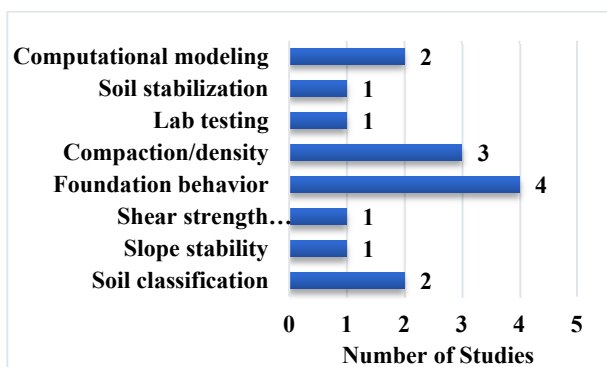 Computational modeling 2
Soil stabilization 1
Lab testing 1
Compaction/density 3
Foundation behavior 4
Shear strength… 1
Slope stability 1
Soil classification 2
0 1 2 3 4 5
Number of Studies